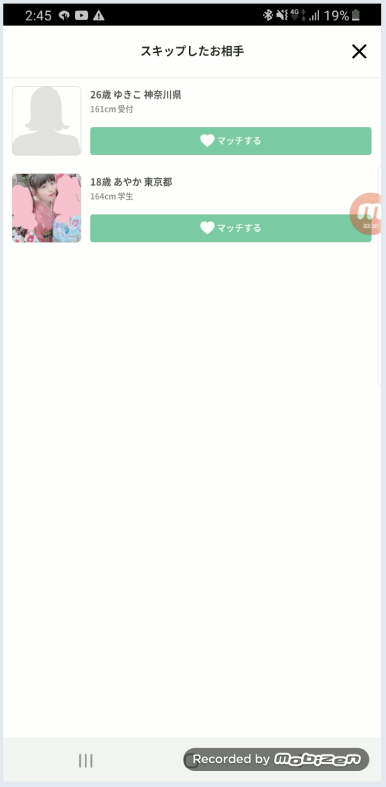 2:45
4G
19%
スキップしたお相手
26歳 ゆきこ 神奈川県
161cm 受付
マッチする
18歳 あやか 東京都
164cm 学生
マッチする
Recorded by mobizen